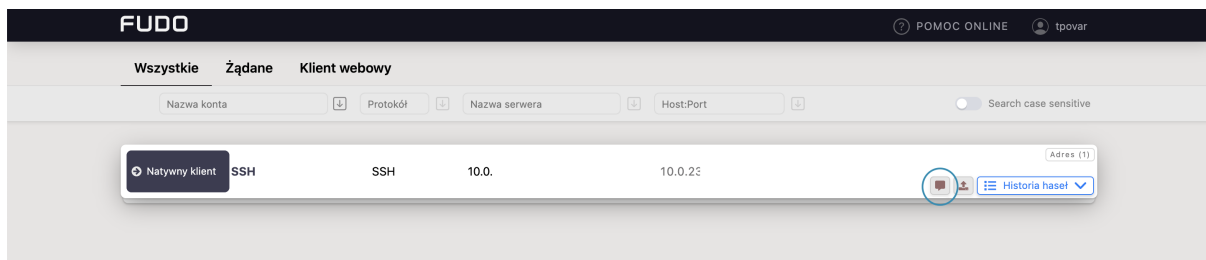 FUDO
? POMOC ONLINE tpovar
Wszystkie Żądane Klient webowy
Nazwa konta Protokół Nazwa serwera Host:Port Search case sensitive
Adres (1)
Natywny klient SSH SSH 10.0. 10.0.23
Historia haseł